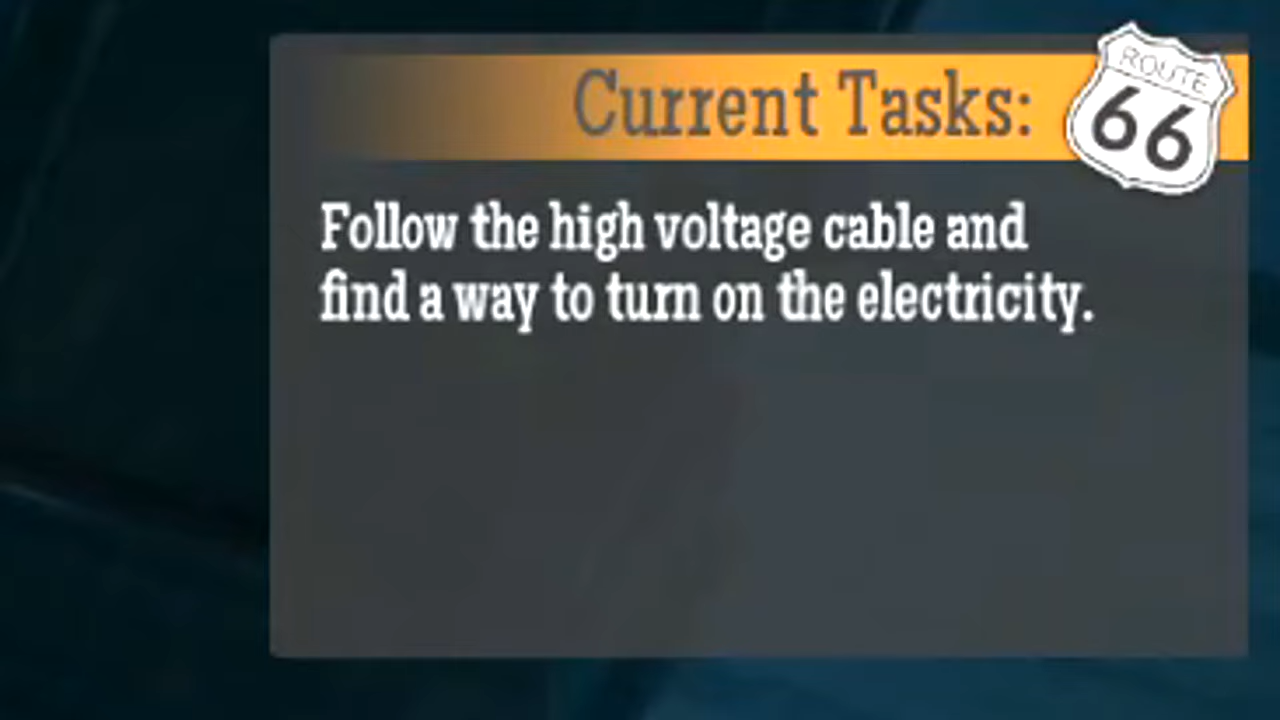 Current Tasks:
ROUTE
66
Follow the high voltage cable and
find a way to turn on the electricity.